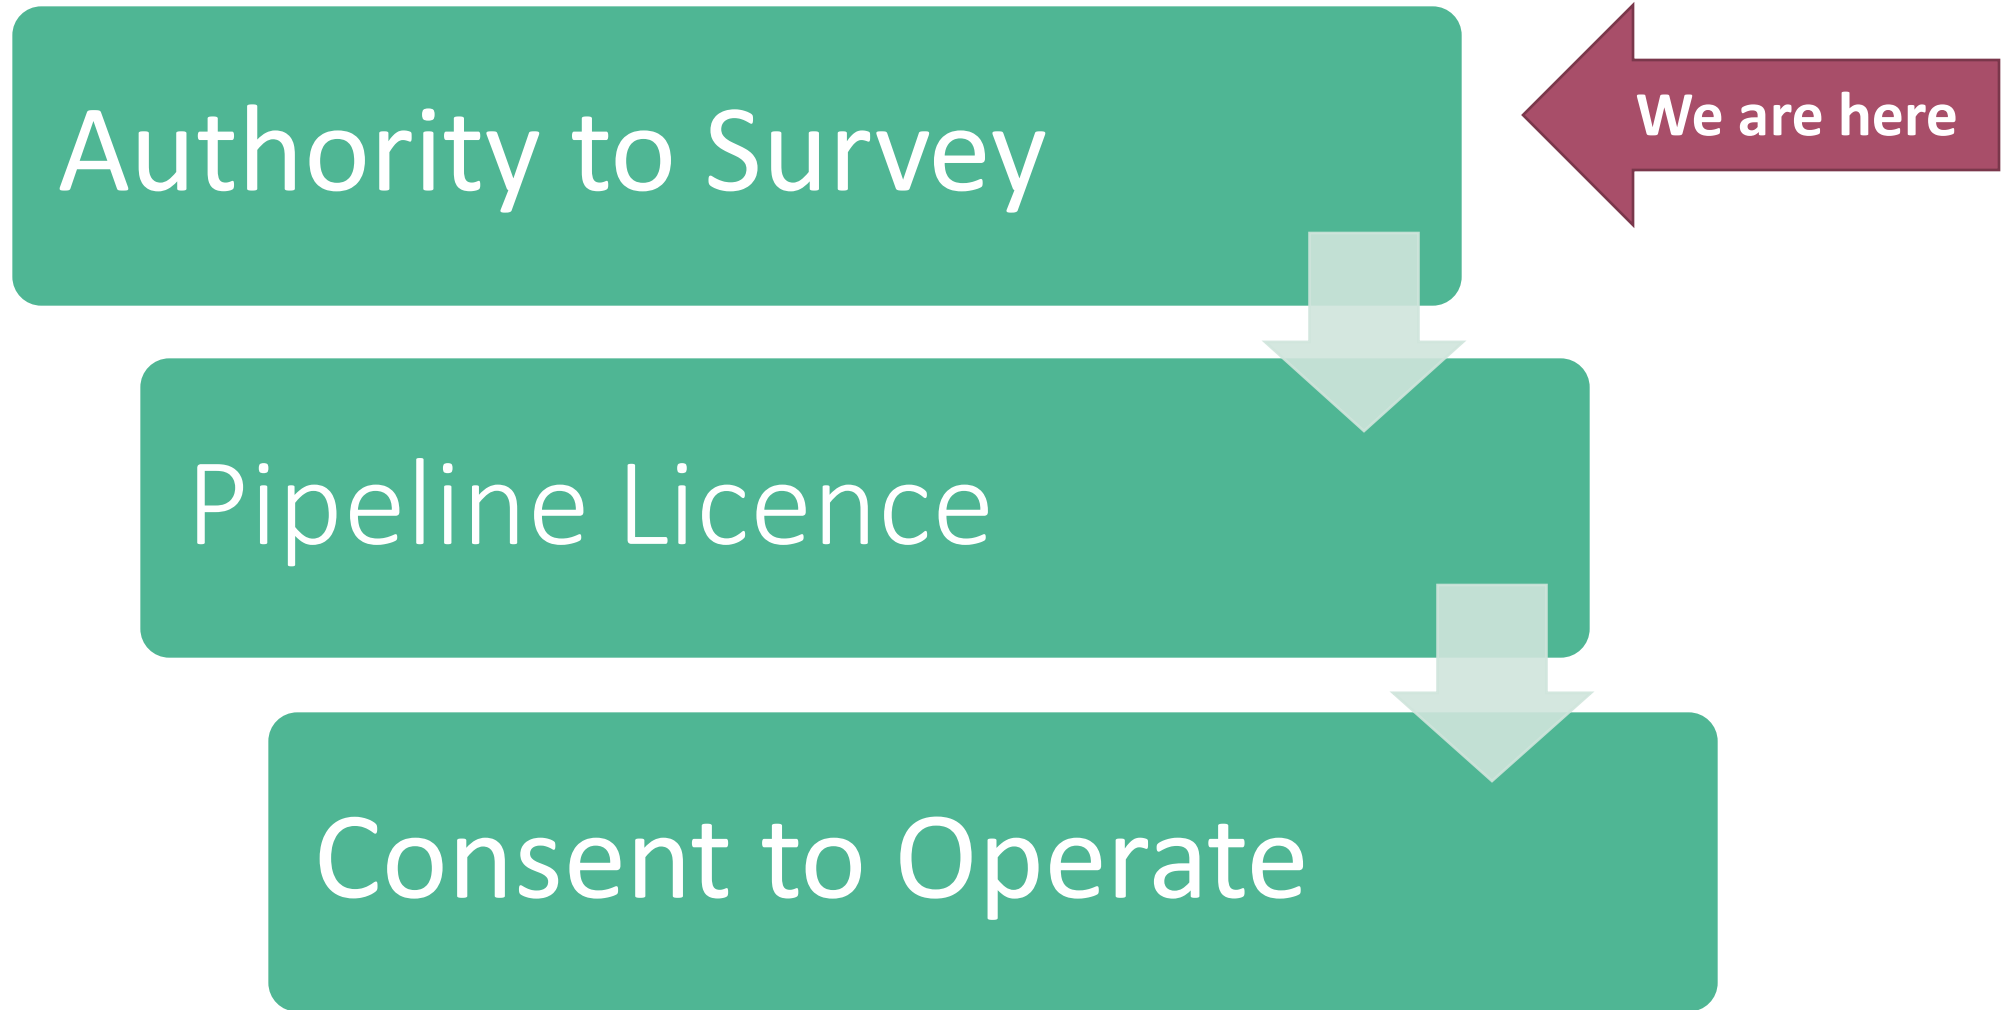 Authority to Survey
We are here
Pipeline Licence
Consent to Operate